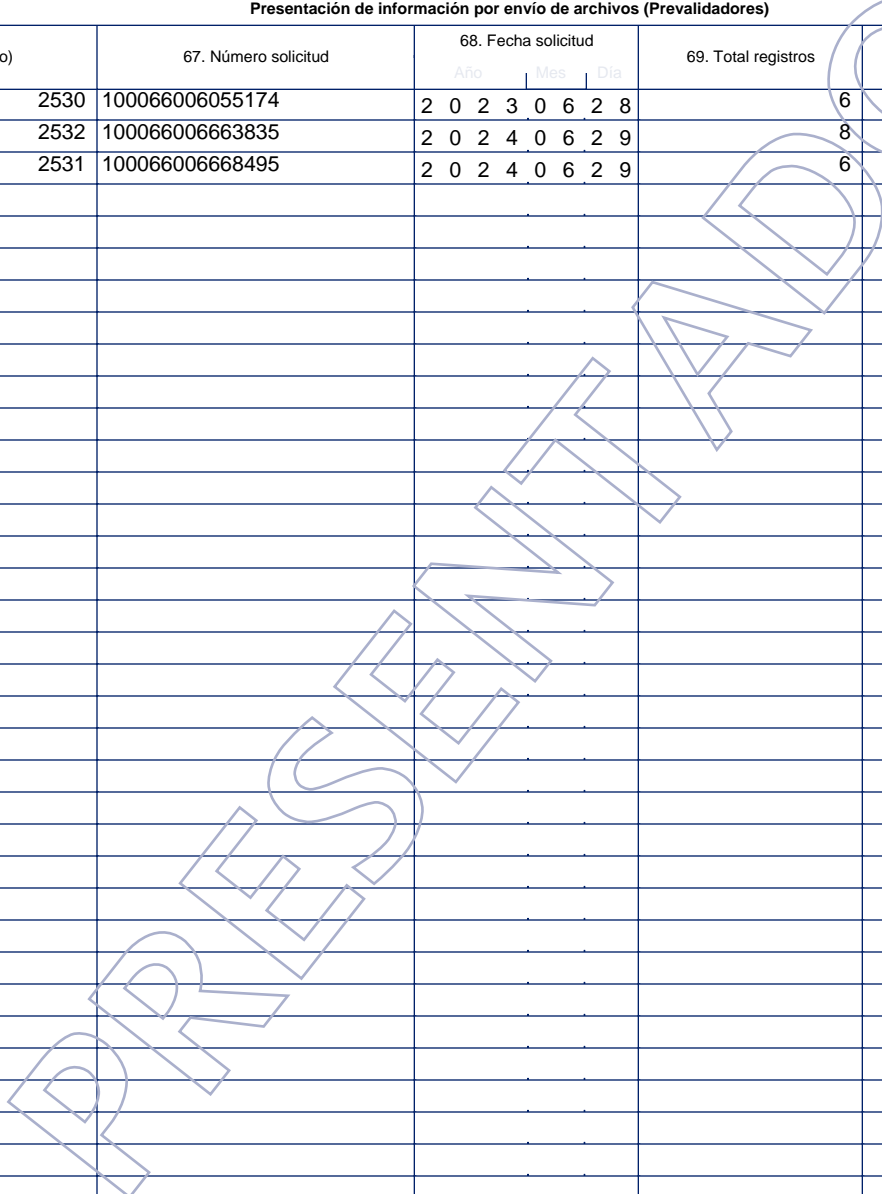 Presentación de información por envío de archivos (Prevalidadores)
o) 67. Número solicitud 68. Fecha solicitud 69. Total registros
Año Mes Día
2530 100066006055174 2 0 2 3 0 6 2 8 6
2532 100066006663835 2 0 2 4 0 6 2 9 8
2531 100066006668495 2 0 2 4 0 6 2 9 6
PRESENTADO